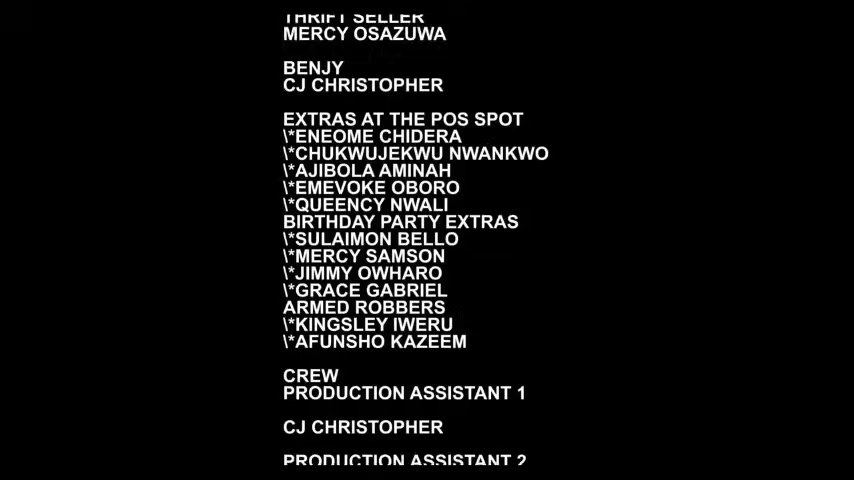 THRIFT SELLER
MERCY OSAZUWA
BENJY
CJ CHRISTOPHER
EXTRAS AT THE POS SPOT
\*ENEOME CHIDERA
\*CHUKWUJEKWU NWANKWO
\*AJIBOLA AMINAH
\*EMEVOKE OBORO
\*QUEENCY NWALI
BIRTHDAY PARTY EXTRAS
\*SULAIMON BELLO
\*MERCY SAMSON
\*JIMMY OWHARO
\*GRACE GABRIEL
ARMED ROBBERS
\*KINGSLEY IWERU
\*AFUNSHO KAZEEM
CREW
PRODUCTION ASSISTANT 1
CJ CHRISTOPHER
PRODUCTION ASSISTANT 2